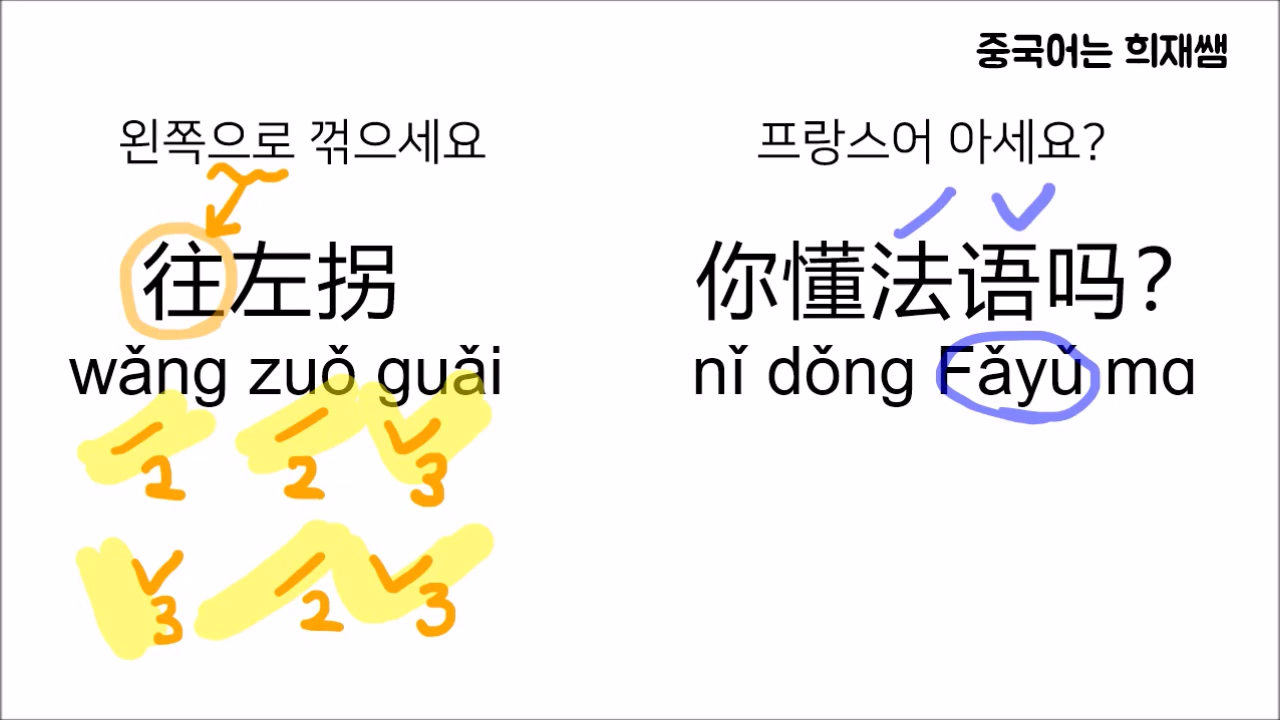 중국어는 희재쌤
왼쪽으로 꺾으세요
往左拐
wǎng zuǒ guǎi
2 2 3
3 2 3
프랑스어 아세요?
你懂法语吗?
nǐ dǒng Fǎyǔ ma